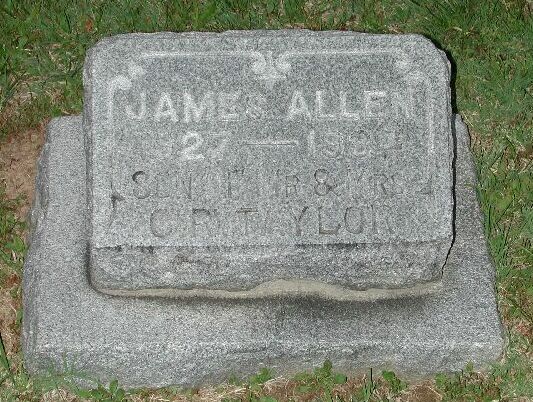 JAMES ALLEN
SON OF MR & MRS
C. R. TAYLOR